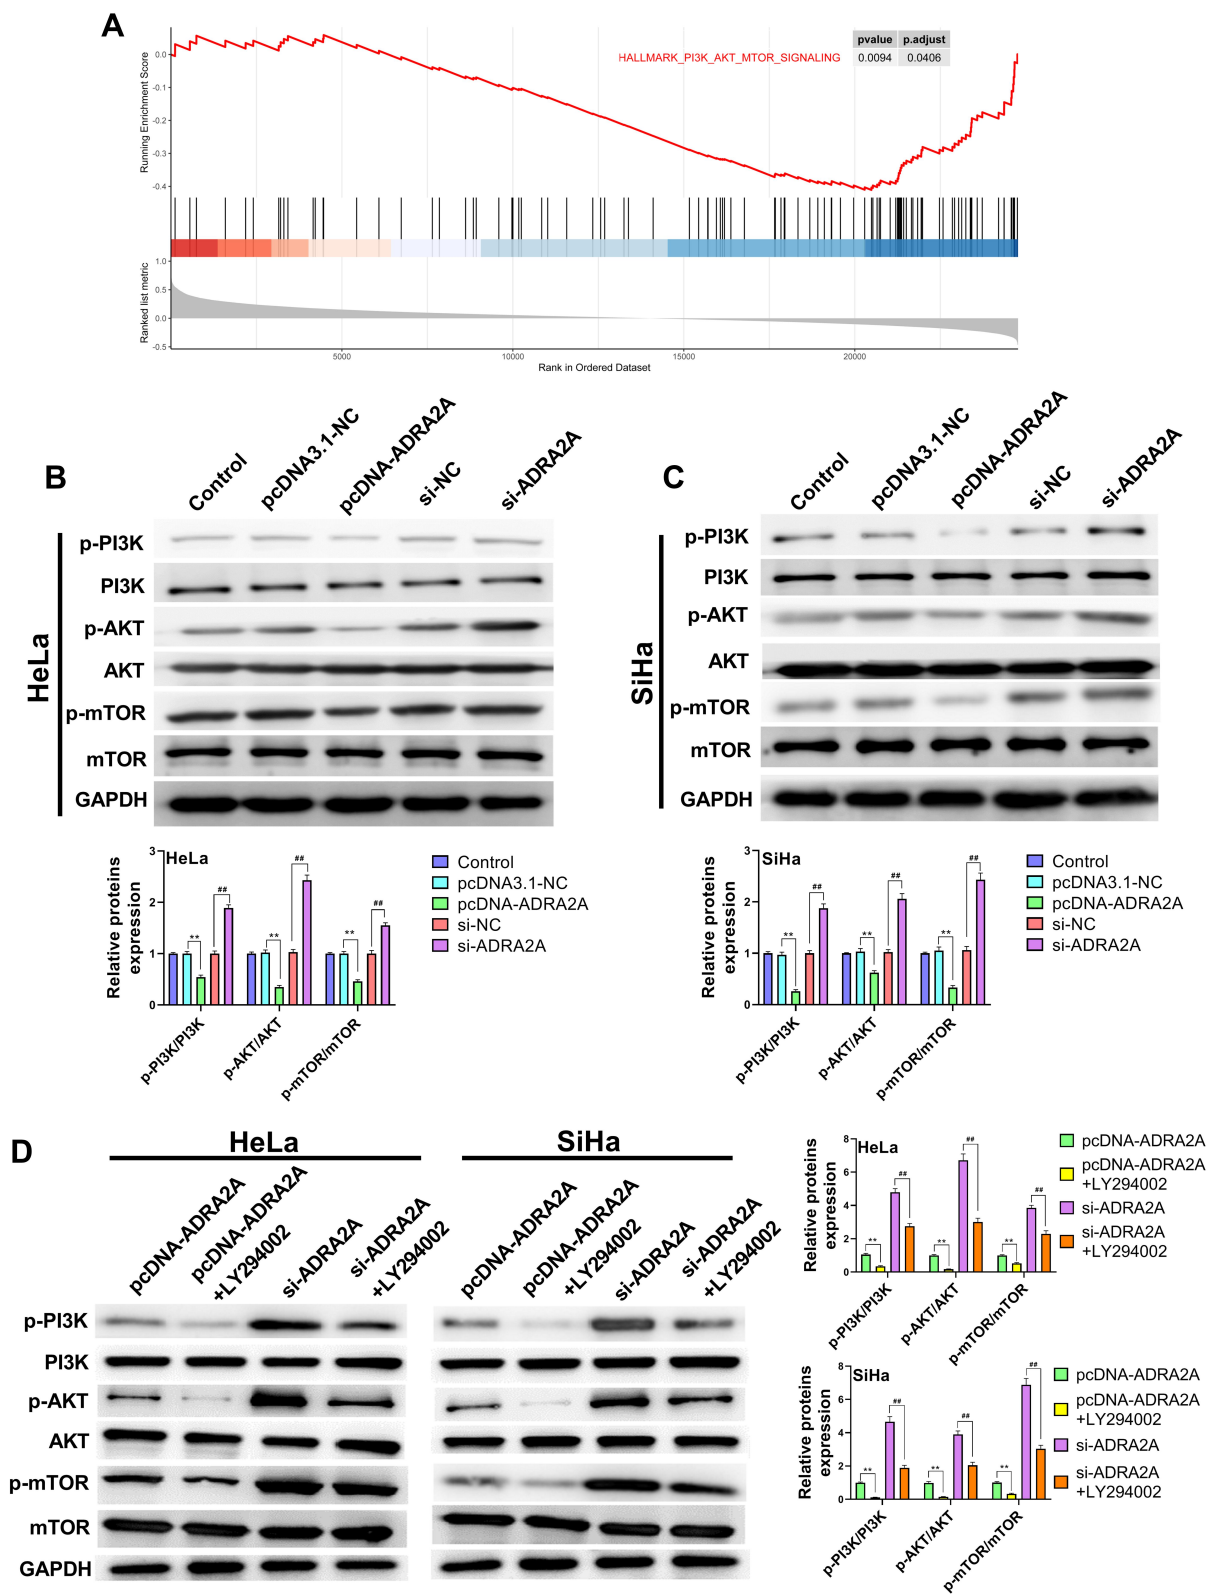 A
Running Enrichment Score
0.0
-0.1
-0.2
-0.3
-0.4
HALLMARK_PI3K_AKT_MTOR_SIGNALING
pvalue p.adjust
0.0094 0.0406
Ranked list metric
1.0
0.5
0.0
-0.5
5000 10000 15000 20000
Rank in Ordered Dataset
B
HeLa
Control
pcDNA3.1-NC
pcDNA-ADRA2A
si-NC
si-ADRA2A
p-PI3K
PI3K
p-AKT
AKT
p-mTOR
mTOR
GAPDH
Relative proteins
expression
HeLa
3
2
1
0
** ## ** ## ** ##
p-PI3K/PI3K
p-AKT/AKT
p-mTOR/mTOR
Control
pcDNA3.1-NC
pcDNA-ADRA2A
si-NC
si-ADRA2A
C
SiHa
Control
pcDNA3.1-NC
pcDNA-ADRA2A
si-NC
si-ADRA2A
p-PI3K
PI3K
p-AKT
AKT
p-mTOR
mTOR
GAPDH
Relative proteins
expression
SiHa
3
2
1
0
** ## ** ## ** ##
p-PI3K/PI3K
p-AKT/AKT
p-mTOR/mTOR
Control
pcDNA3.1-NC
pcDNA-ADRA2A
si-NC
si-ADRA2A
D
HeLa
pcDNA-ADRA2A
pcDNA-ADRA2A
+LY294002
si-ADRA2A
si-ADRA2A
+LY294002
SiHa
pcDNA-ADRA2A
pcDNA-ADRA2A
+LY294002
si-ADRA2A
si-ADRA2A
+LY294002
p-PI3K
PI3K
p-AKT
AKT
p-mTOR
mTOR
GAPDH
Relative proteins
expression
HeLa
8
6
4
2
0
** ## ** ## ** ##
p-PI3K/PI3K
p-AKT/AKT
p-mTOR/mTOR
pcDNA-ADRA2A
pcDNA-ADRA2A
+LY294002
si-ADRA2A
si-ADRA2A
+LY294002
Relative proteins
expression
SiHa
8
6
4
2
0
** ## ** ## ** ##
p-PI3K/PI3K
p-AKT/AKT
p-mTOR/mTOR
pcDNA-ADRA2A
pcDNA-ADRA2A
+LY294002
si-ADRA2A
si-ADRA2A
+LY294002